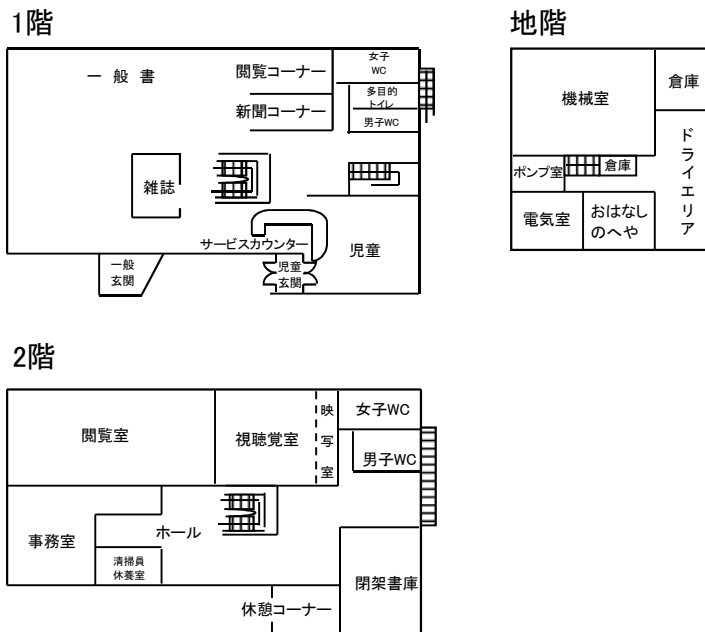 1階
一般書
閲覧コーナー
新聞コーナー
女子
WC
多目的
トイレ
男子WC
雑誌
サービスカウンター
児童
一般
玄関
児童
玄関
地階
機械室
倉庫
ポンプ室
倉庫
ドライエリア
電気室
おはなし
のへや
2階
閲覧室
視聴覚室
映写室
女子WC
男子WC
事務室
ホール
清掃員
休養室
閉架書庫
休憩コーナー